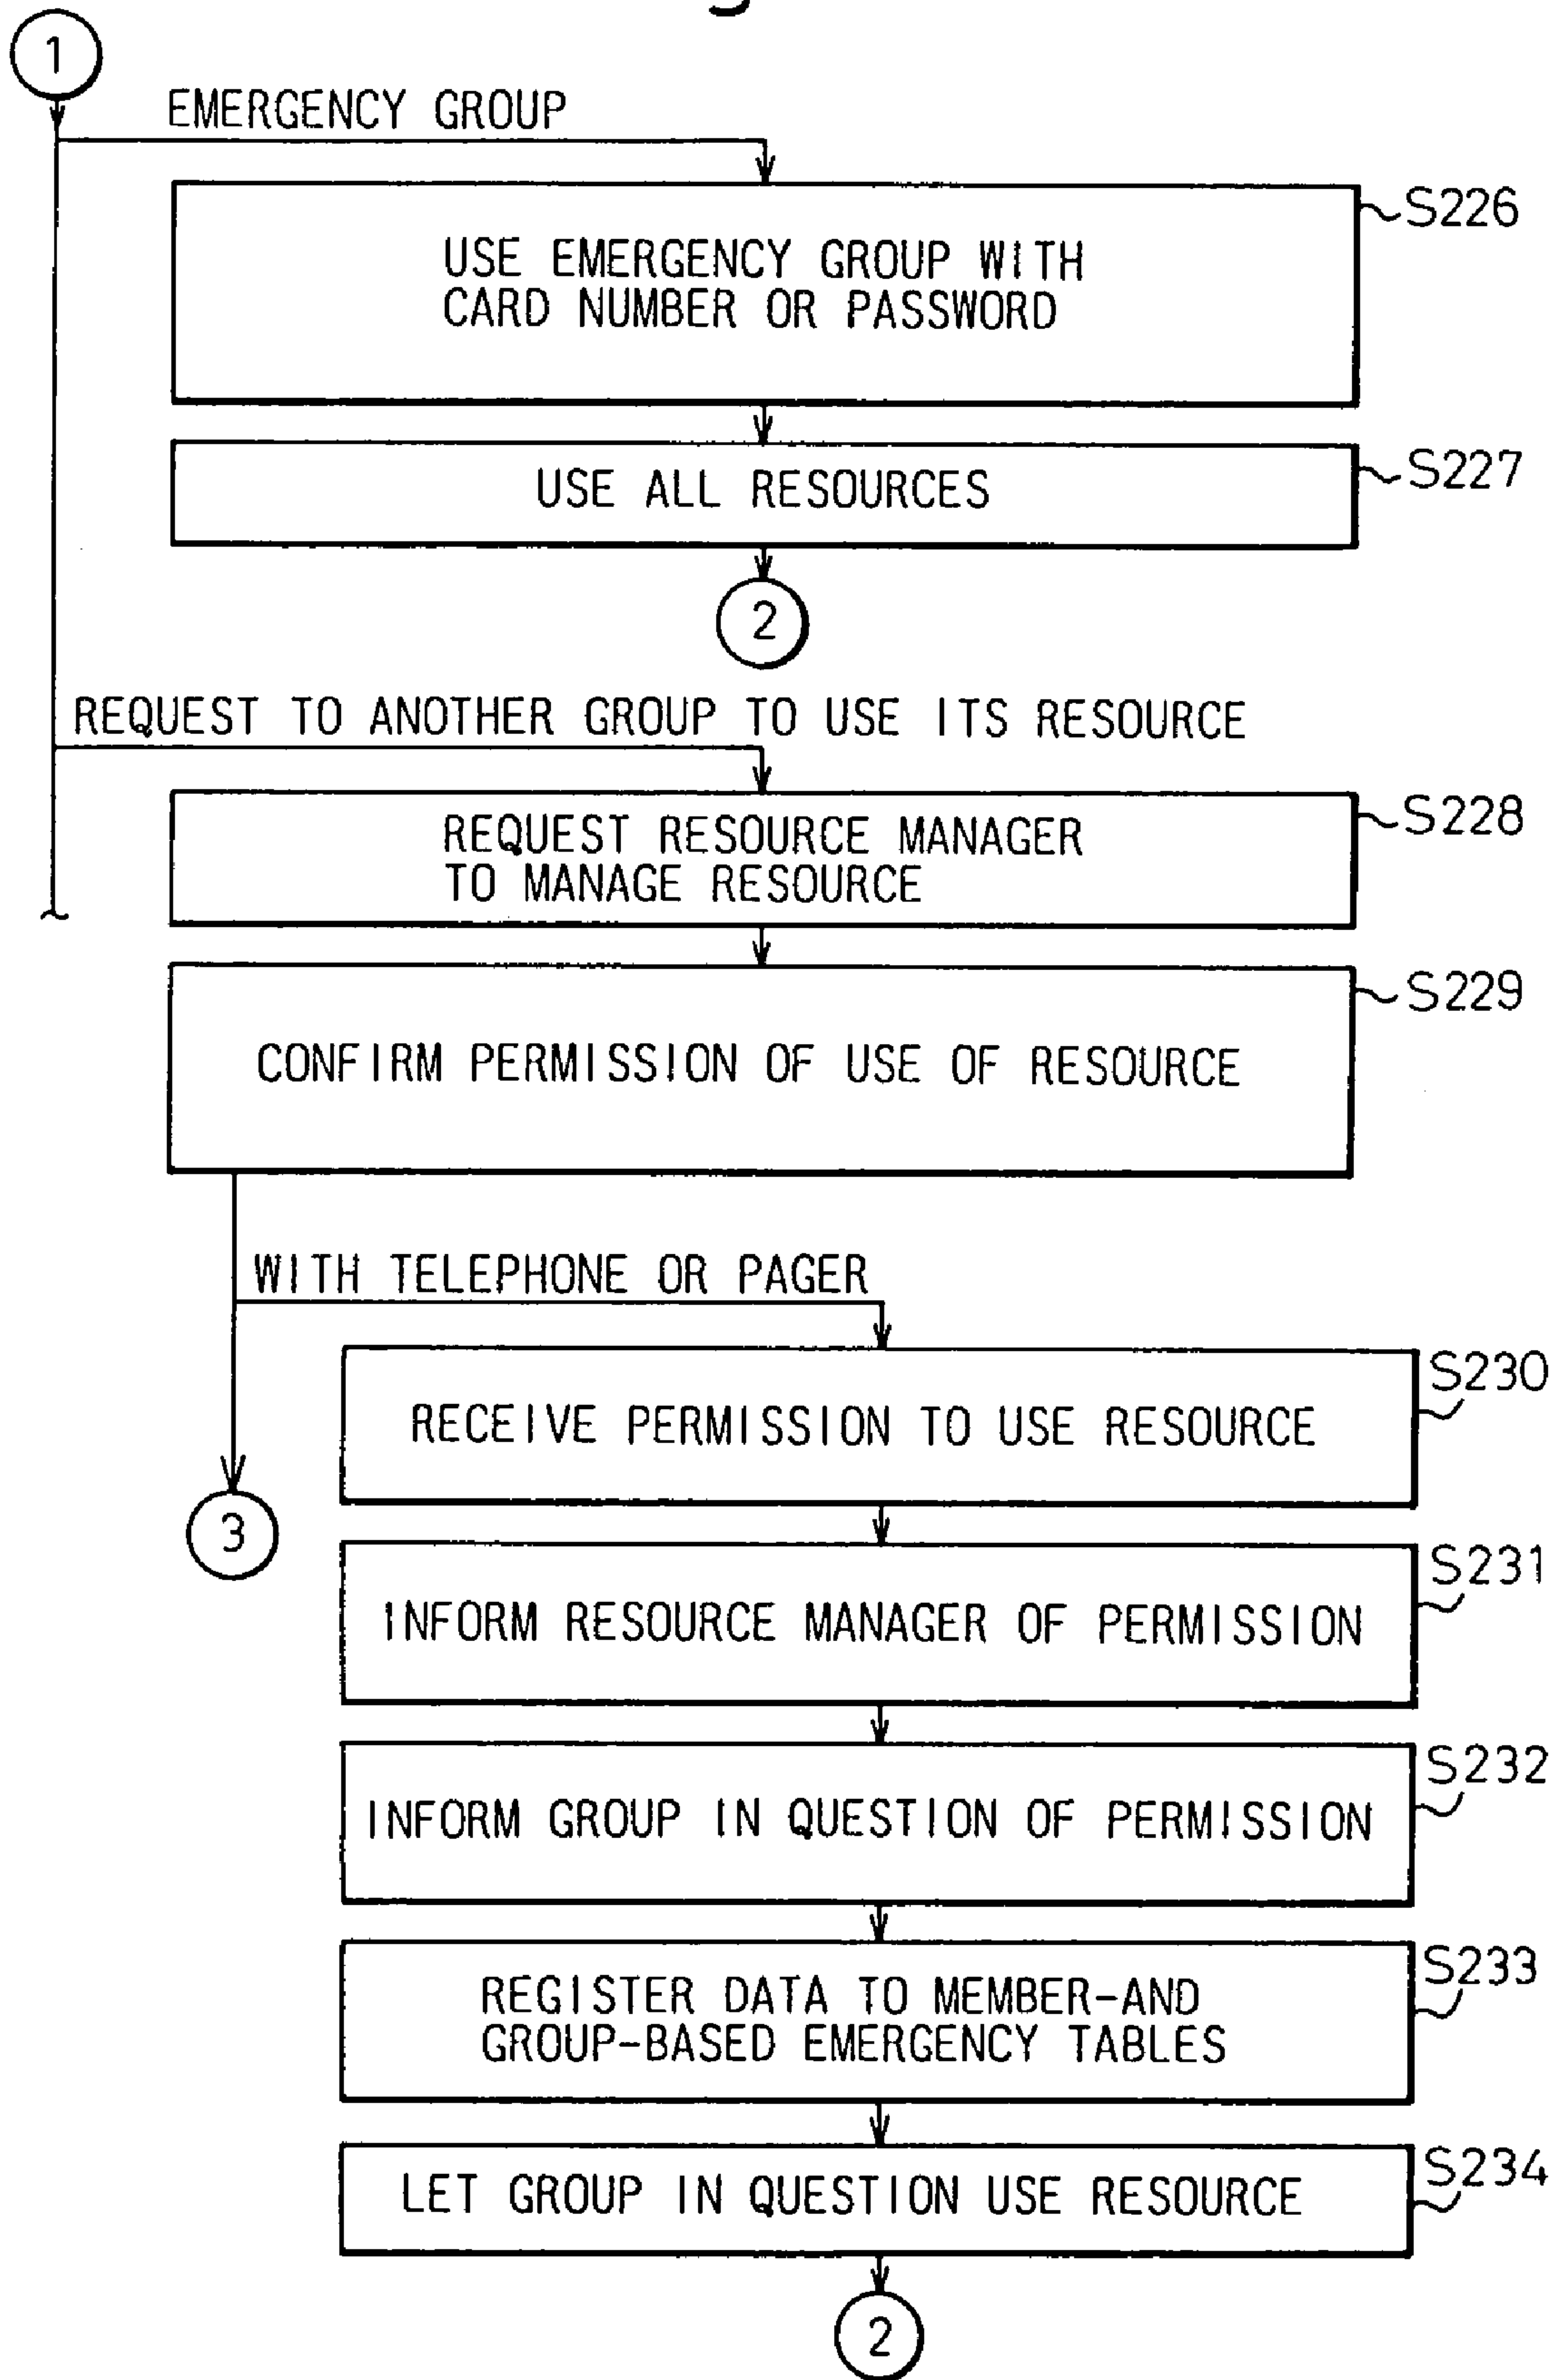 1
EMERGENCY GROUP
S226
USE EMERGENCY GROUP WITH
CARD NUMBER OR PASSWORD
S227
USE ALL RESOURCES
2
REQUEST TO ANOTHER GROUP TO USE ITS RESOURCE
S228
REQUEST RESOURCE MANAGER
TO MANAGE RESOURCE
S229
CONFIRM PERMISSION OF USE OF RESOURCE
WITH TELEPHONE OR PAGER
S230
RECEIVE PERMISSION TO USE RESOURCE
3
S231
INFORM RESOURCE MANAGER OF PERMISSION
S232
INFORM GROUP IN QUESTION OF PERMISSION
S233
REGISTER DATA TO MEMBER-AND
GROUP-BASED EMERGENCY TABLES
S234
LET GROUP IN QUESTION USE RESOURCE
2